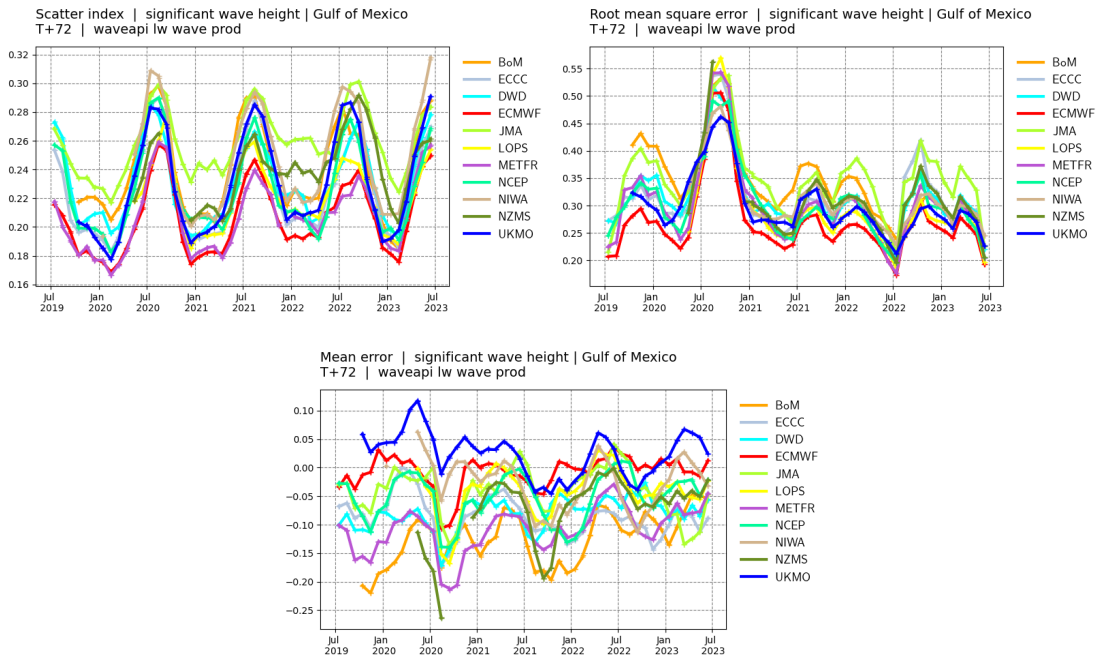 Scatter index | significant wave height | Gulf of Mexico
T+72 | waveapi lw wave prod
0.32
0.30
0.28
0.26
0.24
0.22
0.20
0.18
0.16
Jul Jan Jul Jan Jul Jan Jul Jan Jul
2019 2020 2020 2021 2021 2022 2022 2023 2023
BoM
ECCC
DWD
ECMWF
JMA
LOPS
METFR
NCEP
NIWA
NZMS
UKMO
Root mean square error | significant wave height | Gulf of Mexico
T+72 | waveapi lw wave prod
0.55
0.50
0.45
0.40
0.35
0.30
0.25
0.20
Jul Jan Jul Jan Jul Jan Jul Jan Jul
2019 2020 2020 2021 2021 2022 2022 2023 2023
BoM
ECCC
DWD
ECMWF
JMA
LOPS
METFR
NCEP
NIWA
NZMS
UKMO
Mean error | significant wave height | Gulf of Mexico
T+72 | waveapi lw wave prod
0.10
0.05
0.00
−0.05
−0.10
−0.15
−0.20
−0.25
Jul Jan Jul Jan Jul Jan Jul Jan Jul
2019 2020 2020 2021 2021 2022 2022 2023 2023
BoM
ECCC
DWD
ECMWF
JMA
LOPS
METFR
NCEP
NIWA
NZMS
UKMO